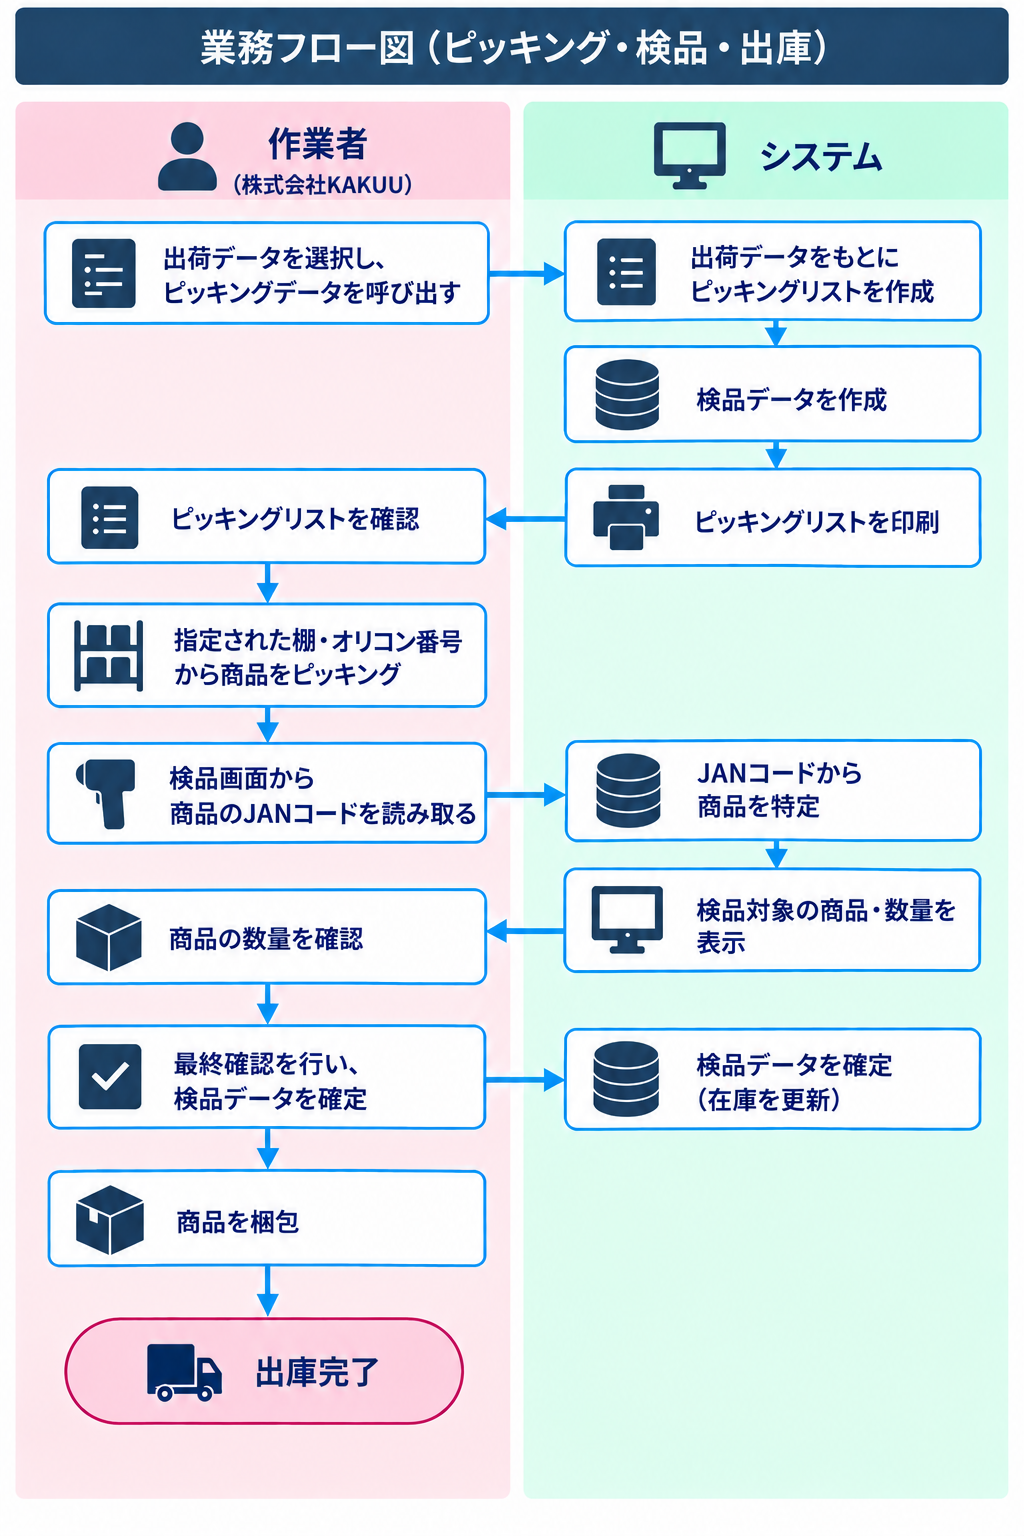 業務フロー図（ピッキング・検品・出庫）
作業者
（株式会社KAKUU）
システム
出荷データを選択し、
ピッキングデータを呼び出す
出荷データをもとに
ピッキングリストを作成
検品データを作成
ピッキングリストを印刷
ピッキングリストを確認
指定された棚・オリコン番号
から商品をピッキング
検品画面から
商品のJANコードを読み取る
JANコードから
商品を特定
検品対象の商品・数量を
表示
商品の数量を確認
最終確認を行い、
検品データを確定
検品データを確定
（在庫を更新）
商品を梱包
出庫完了